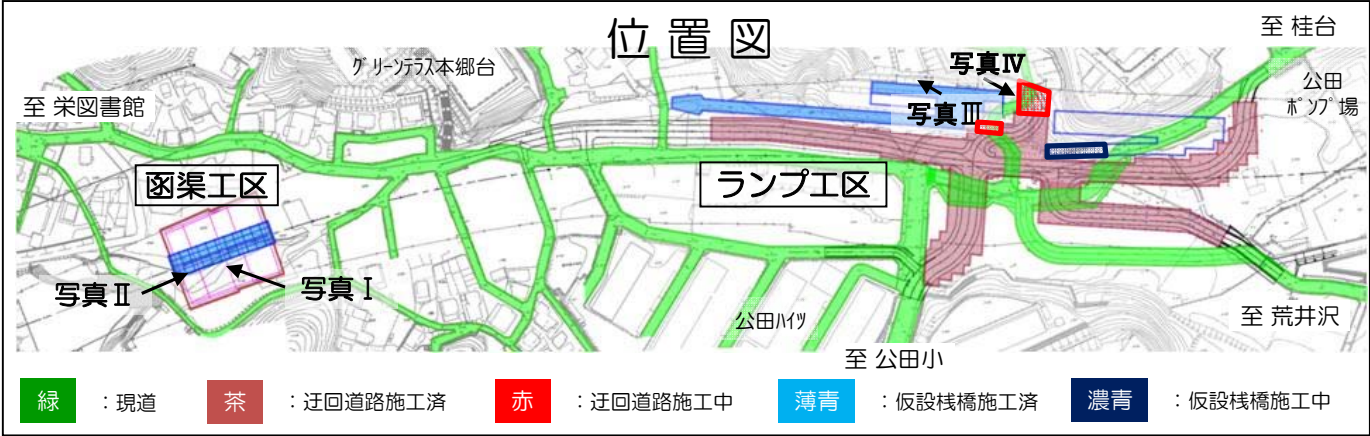 位置図
至 桂台
写真Ⅳ
グリーンテラス本郷台
公田
ポンプ場
至 栄図書館
写真Ⅲ
函渠工区
ランプ工区
写真Ⅱ
写真Ⅰ
公田ハイツ
至 荒井沢
至 公田小
緑 ：現道 茶 ：迂回道路施工済 赤 ：迂回道路施工中 薄青 ：仮設桟橋施工済 濃青 ：仮設桟橋施工中